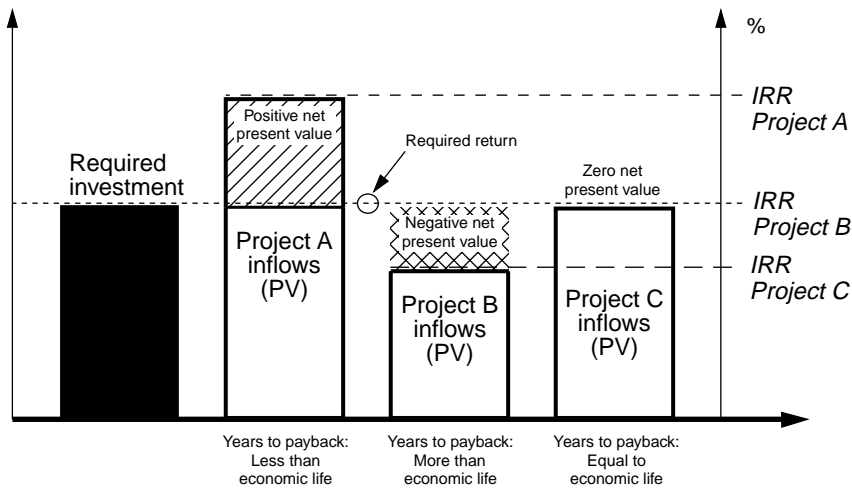 %
IRR
Project A
Positive net
present value
Required return
Required
investment
Zero net
present value
IRR
Project B
Negative net
present value
Project A
inflows
(PV)
IRR
Project C
Project B
inflows
(PV)
Project C
inflows
(PV)
Years to payback:
Less than
economic life
Years to payback:
More than
economic life
Years to payback:
Equal to
economic life